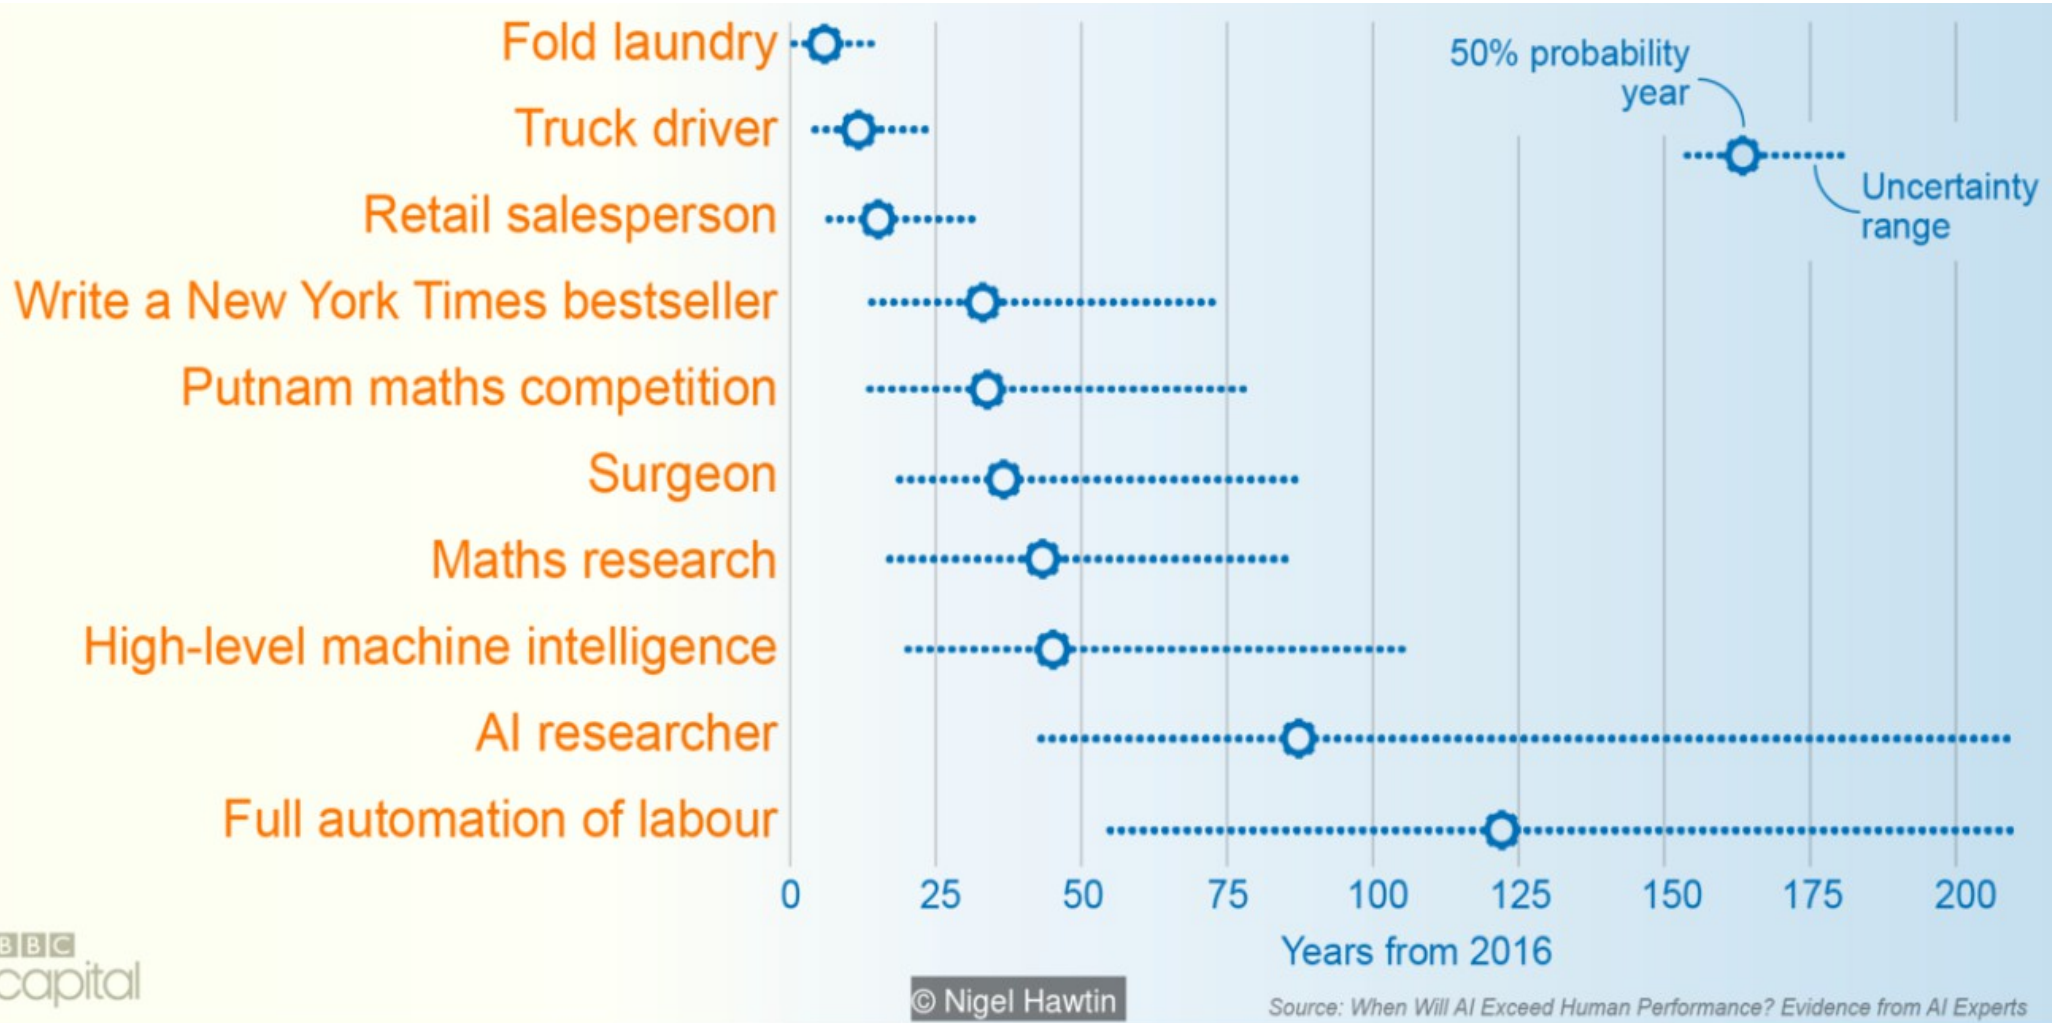 Fold laundry
Truck driver
Retail salesperson
Write a New York Times bestseller
Putnam maths competition
Surgeon
Maths research
High-level machine intelligence
AI researcher
Full automation of labour
50% probability
year
Uncertainty
range
0 25 50 75 100 125 150 175 200
Years from 2016
BBC
capital
© Nigel Hawtin
Source: When Will AI Exceed Human Performance? Evidence from AI Experts